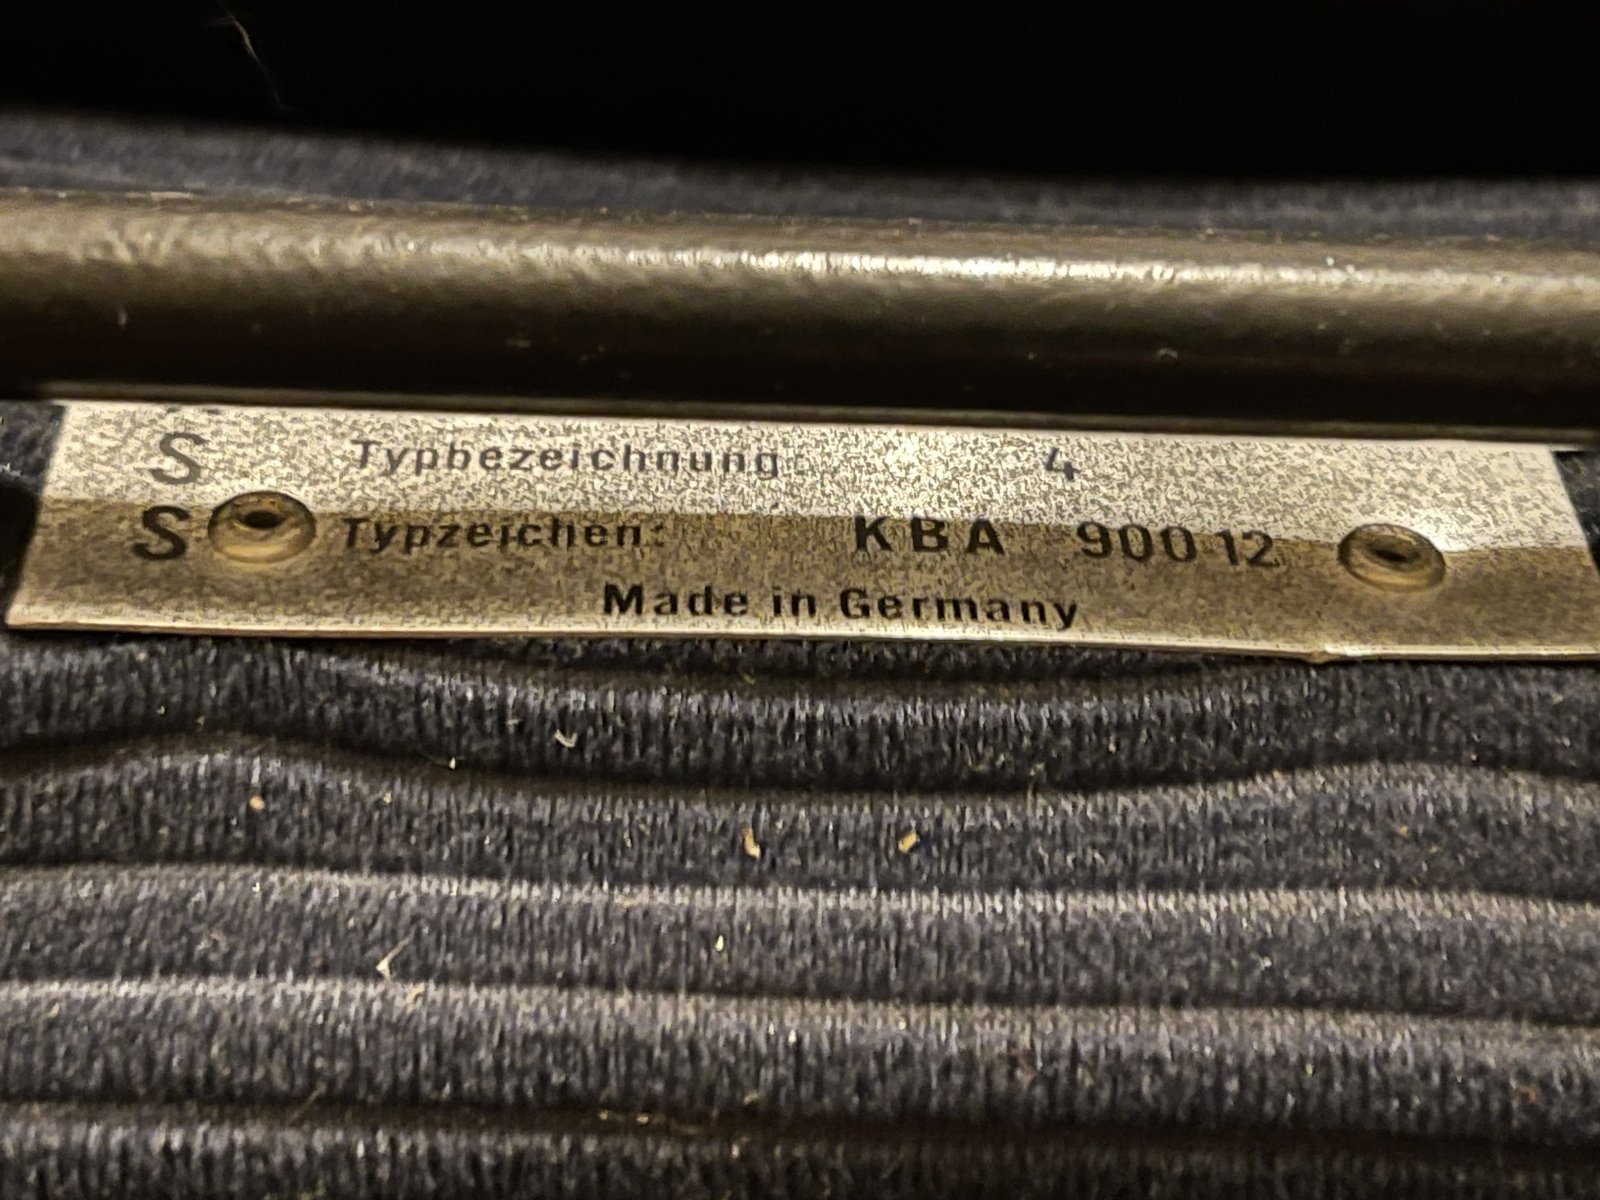 S Typbezeichnung: 4
S Typzeichen: KBA 90012
Made in Germany